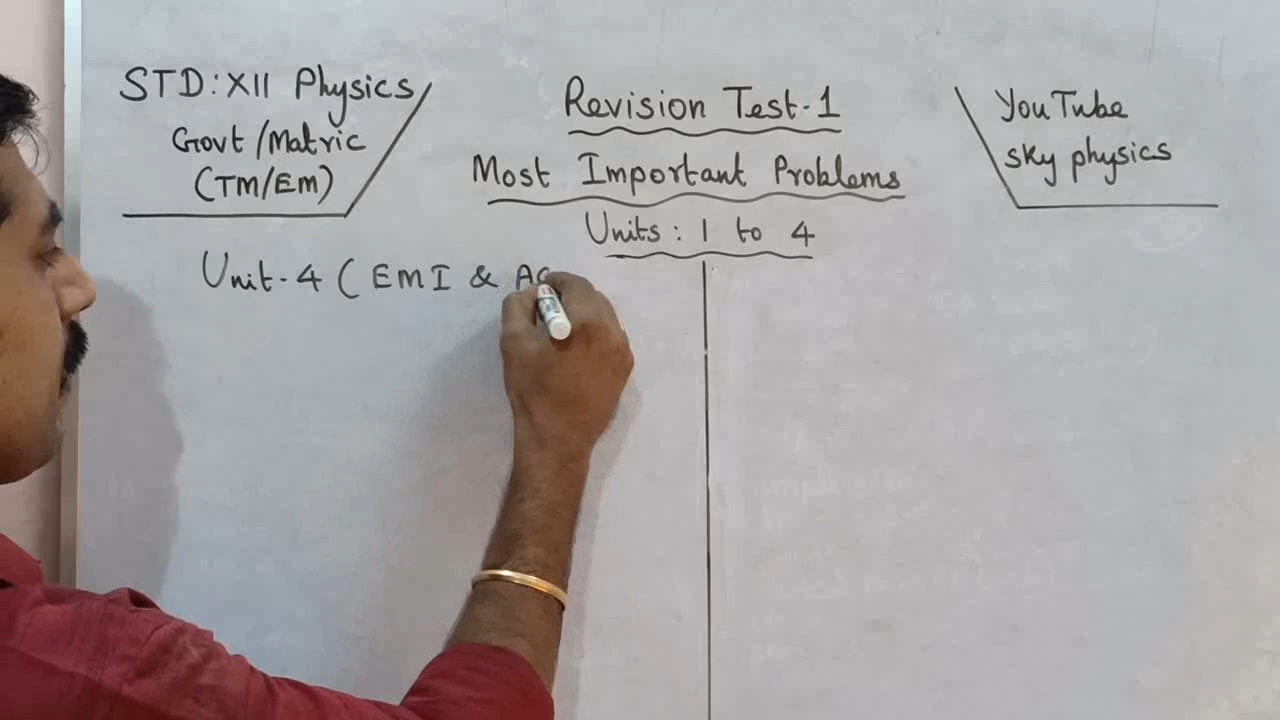 STD: XII Physics
Govt/Matric
(TM/EM)
Revision Test-1
Most Important Problems
Units: 1 to 4
YouTube
sky physics
Unit-4 (EMI & AC